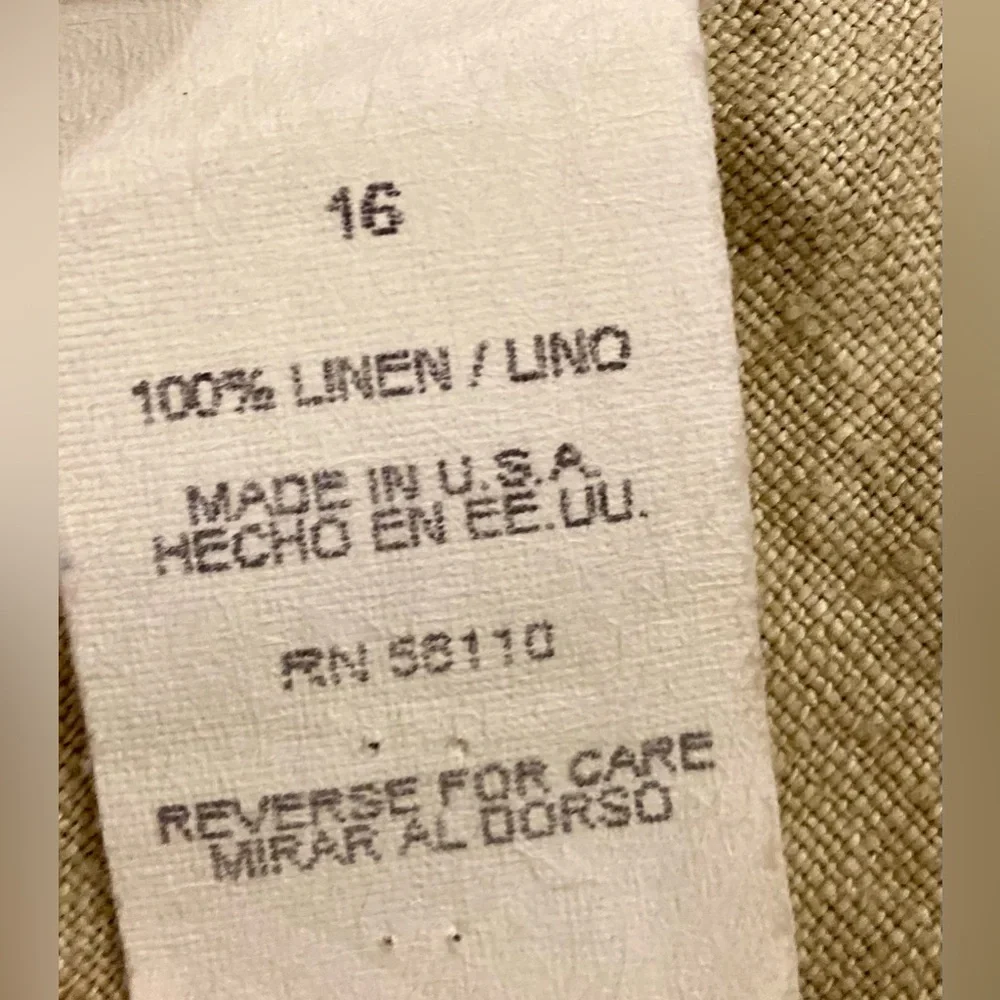 16
100% LINEN / LINO
MADE IN U.S.A.
HECHO EN EE.UU.
RN 58110
REVERSE FOR CARE
MIRAR AL DORSO